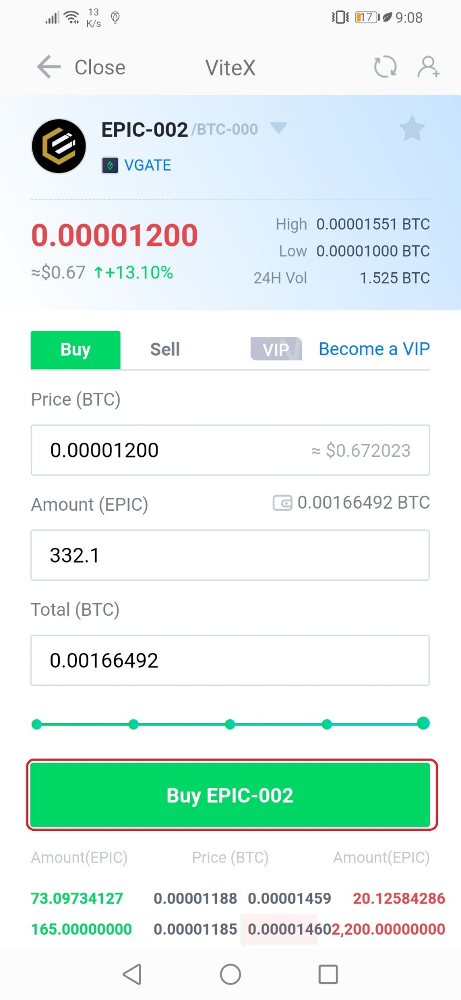 13 K/s 17 9:08
Close ViteX
EPIC-002 /BTC-000
VGATE
0.00001200
≈$0.67 ↑+13.10%
High 0.00001551 BTC
Low 0.00001000 BTC
24H Vol 1.525 BTC
Buy Sell VIP Become a VIP
Price (BTC)
0.00001200 ≈ $0.672023
Amount (EPIC) 0.00166492 BTC
332.1
Total (BTC)
0.00166492
Buy EPIC-002
Amount(EPIC) Price (BTC) Amount(EPIC)
73.09734127 0.00001188 0.00001459 20.12584286
165.00000000 0.00001185 0.00001460 2,200.00000000